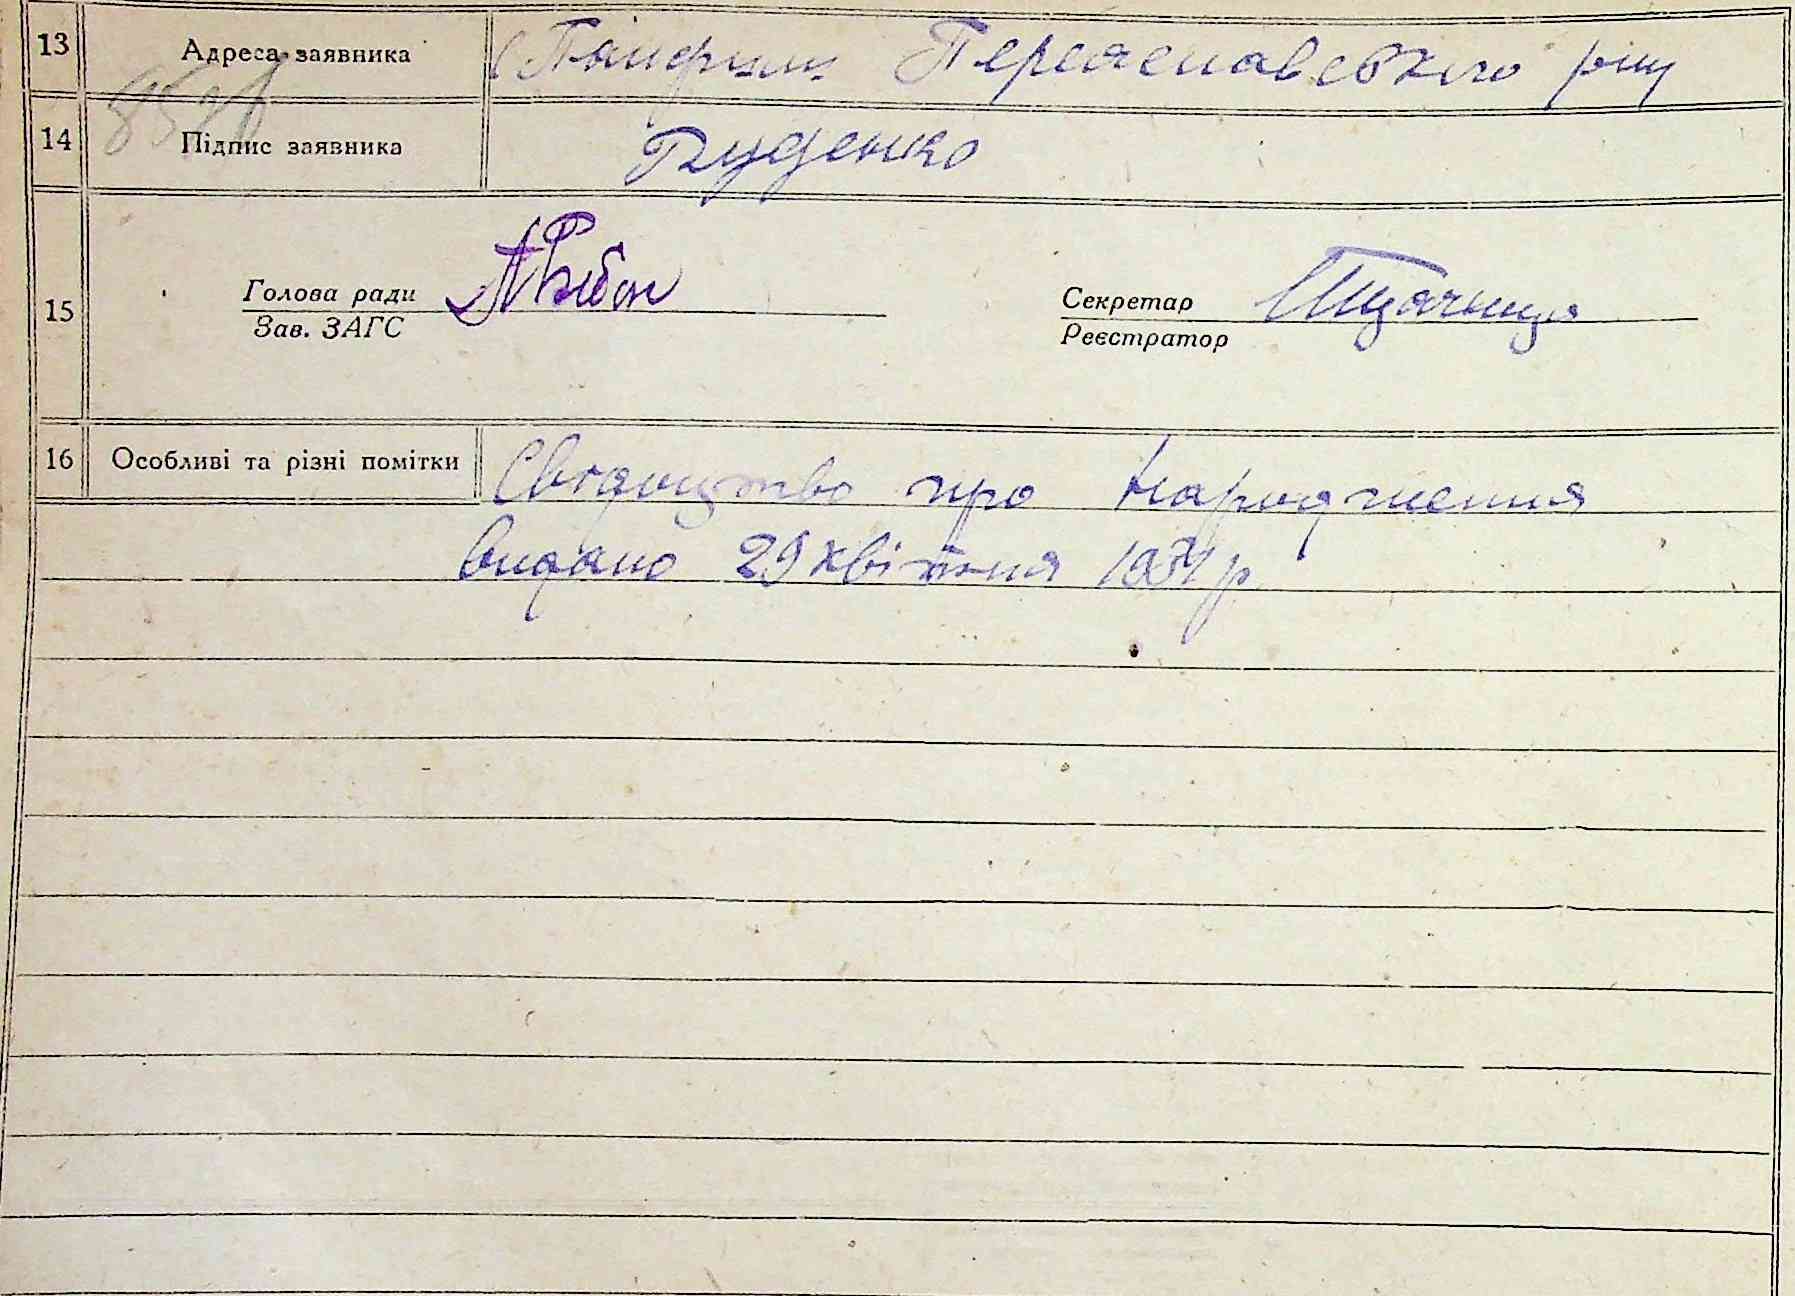 13 Адреса заявника с Панфили Переяславського р-ну
14 Підпис заявника Руденко
15 Голова ради Секретар
Зав. ЗАГС Реєстратор
16 Особливі та різні помітки Свідоцтво про народження
видано 29 квітня р